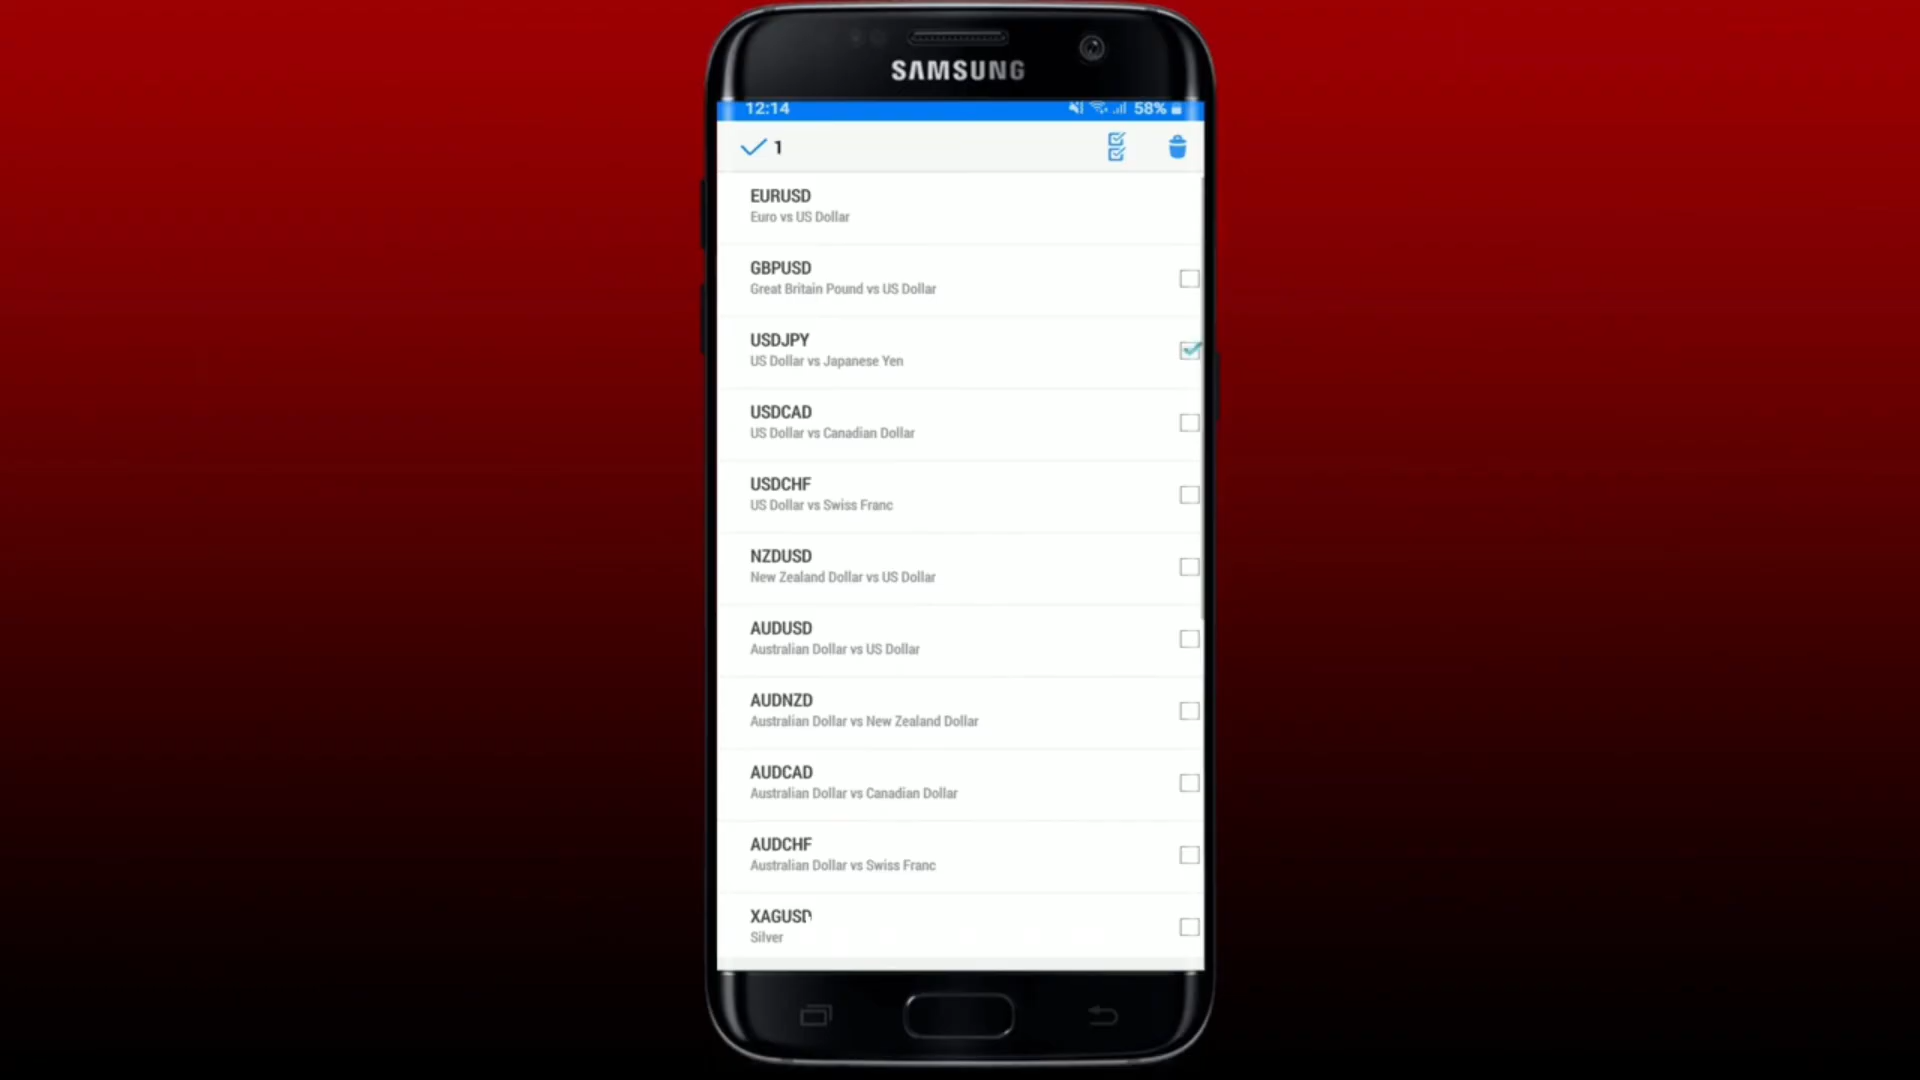 SAMSUNG
12:14 58%
1
EURUSD
Euro vs US Dollar
GBPUSD
Great Britain Pound vs US Dollar
USDJPY
US Dollar vs Japanese Yen
USDCAD
US Dollar vs Canadian Dollar
USDCHF
US Dollar vs Swiss Franc
NZDUSD
New Zealand Dollar vs US Dollar
AUDUSD
Australian Dollar vs US Dollar
AUDNZD
Australian Dollar vs New Zealand Dollar
AUDCAD
Australian Dollar vs Canadian Dollar
AUDCHF
Australian Dollar vs Swiss Franc
XAGUSD
Silver